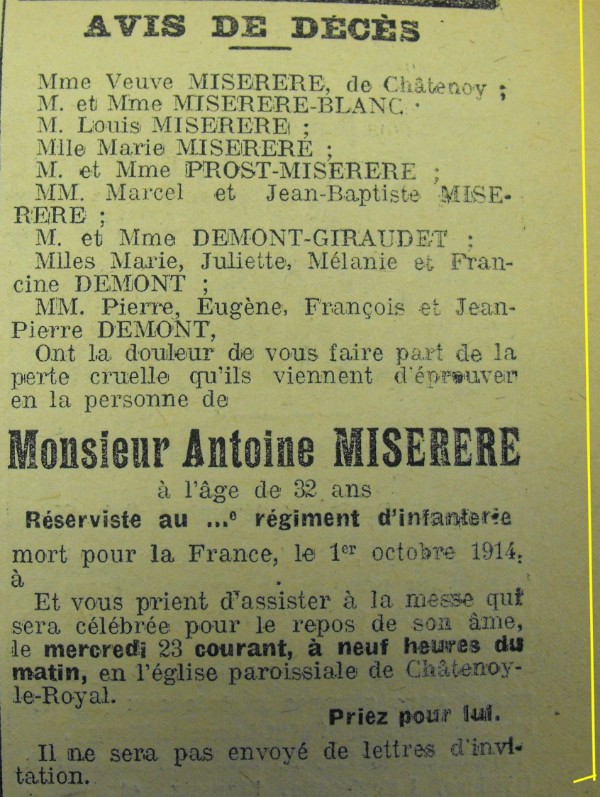 AVIS DE DÉCÈS
Mme Veuve MISERERE, de Châtenoy ;
M. et Mme MISERERE-BLANC ·
M. Louis MISERERE ;
Mlle Marie MISERERE ;
M. et Mme PROST-MISERERE ;
MM. Marcel et Jean-Baptiste MISE-
RERE ;
M. et Mme DEMONT-GIRAUDET ;
Mlles Marie, Juliette, Mélanie et Fran-
cine DEMONT ;
MM. Pierre, Eugène, François et Jean-
Pierre DEMONT,
Ont la douleur de vous faire part de la
perte cruelle qu'ils viennent d'éprouver
en la personne de
Monsieur Antoine MISERERE
à l'âge de 32 ans
Réserviste au ...e régiment d'infanterie
mort pour la France, le 1er octobre 1914.
à .
Et vous prient d'assister à la messe qui
sera célébrée pour le repos de son âme,
le mercredi 23 courant, à neuf heures du
matin, en l'église paroissiale de Châtenoy-
le-Royal.
Priez pour lui.
Il ne sera pas envoyé de lettres d'invi-
tation.